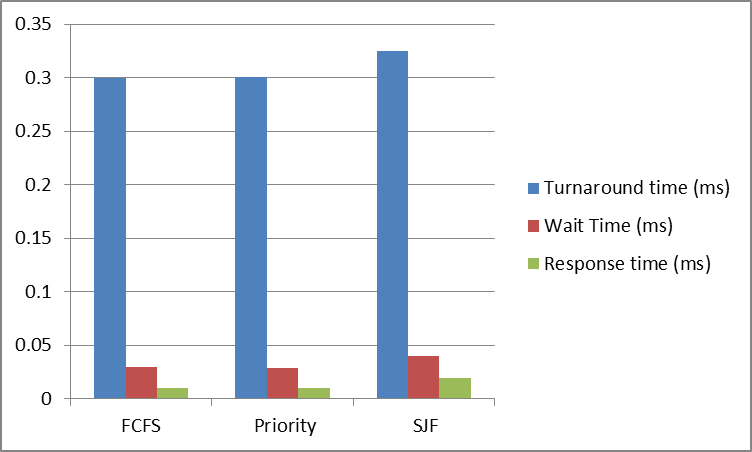 0.35
0.3
0.25
0.2
0.15
0.1
0.05
0
FCFS Priority SJF
Turnaround time (ms)
Wait Time (ms)
Response time (ms)